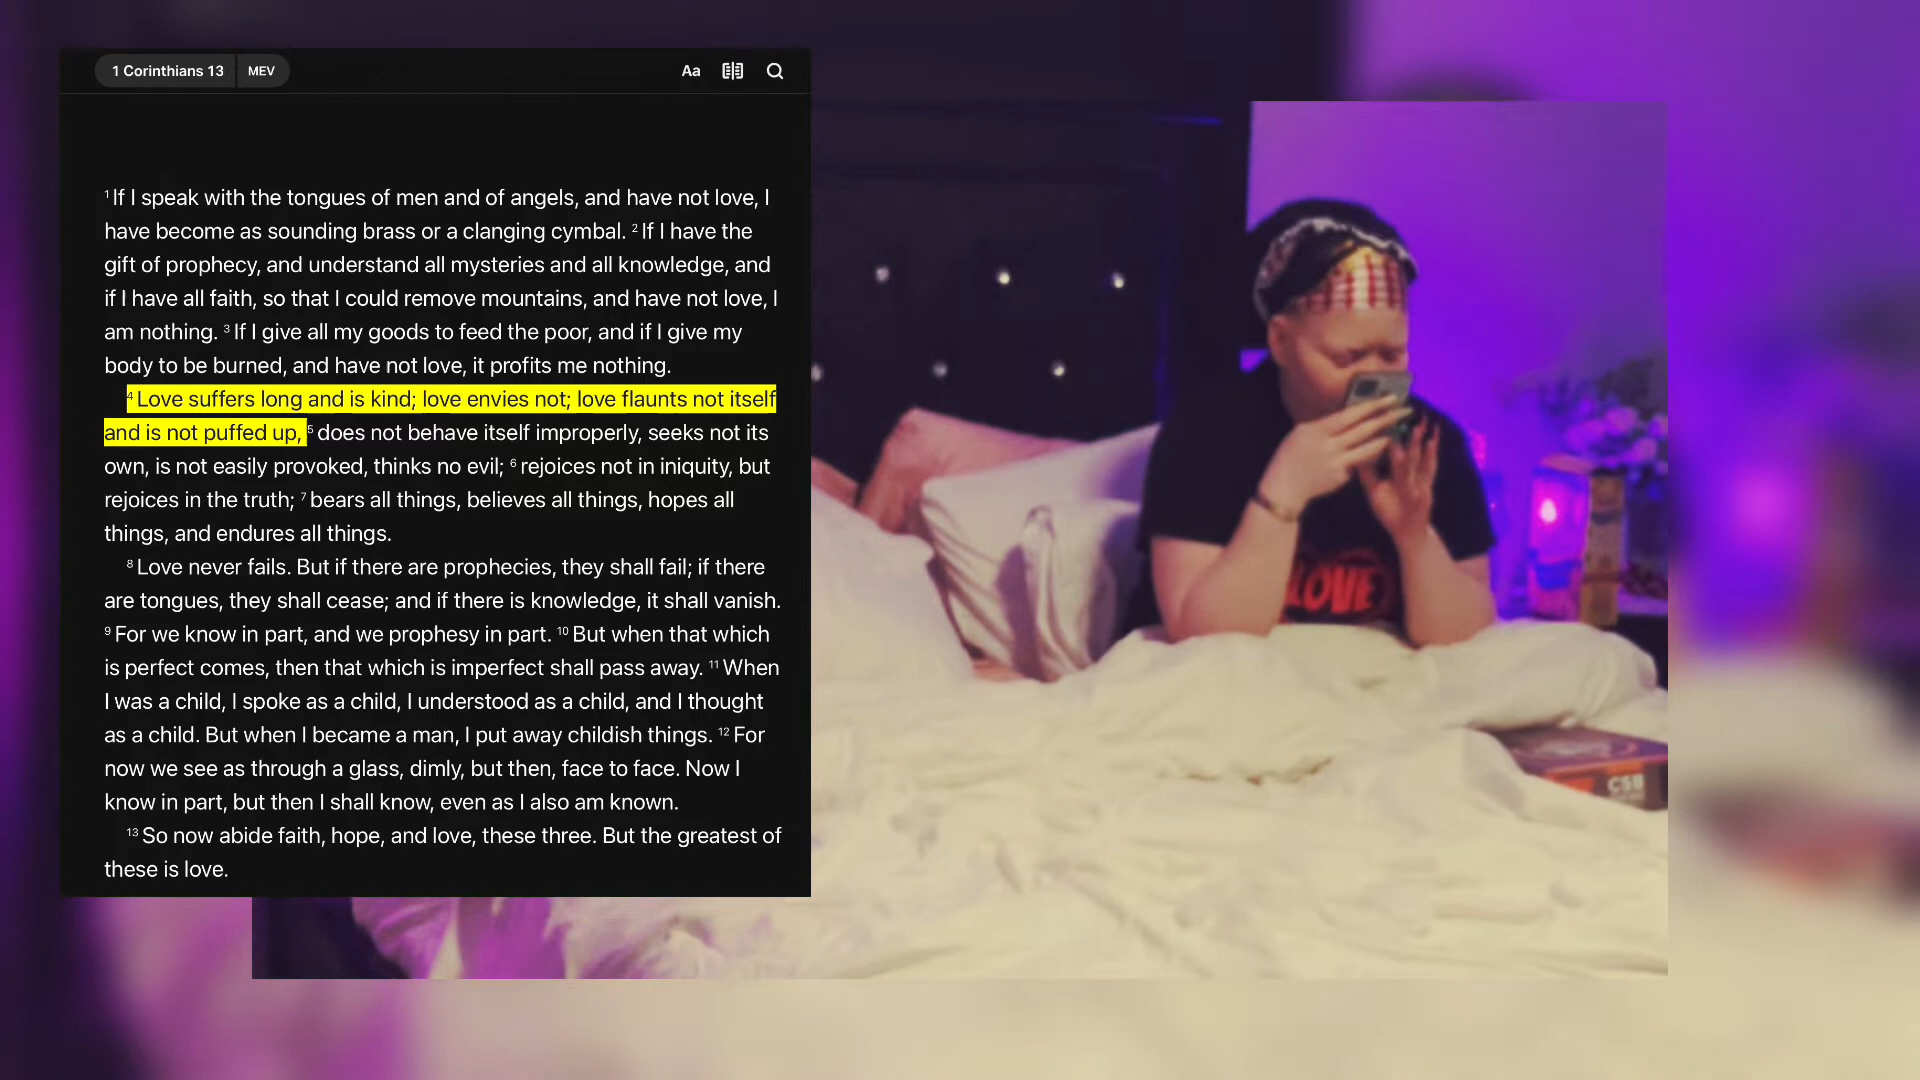 1 Corinthians 13 MEV Aa
1 If I speak with the tongues of men and of angels, and have not love, I
have become as sounding brass or a clanging cymbal. 2 If I have the
gift of prophecy, and understand all mysteries and all knowledge, and
if I have all faith, so that I could remove mountains, and have not love, I
am nothing. 3 If I give all my goods to feed the poor, and if I give my
body to be burned, and have not love, it profits me nothing.
4 Love suffers long and is kind; love envies not; love flaunts not itself
and is not puffed up, 5 does not behave itself improperly, seeks not its
own, is not easily provoked, thinks no evil; 6 rejoices not in iniquity, but
rejoices in the truth; 7 bears all things, believes all things, hopes all
things, and endures all things.
8 Love never fails. But if there are prophecies, they shall fail; if there
are tongues, they shall cease; and if there is knowledge, it shall vanish.
9 For we know in part, and we prophesy in part. 10 But when that which
is perfect comes, then that which is imperfect shall pass away. 11 When
I was a child, I spoke as a child, I understood as a child, and I thought
as a child. But when I became a man, I put away childish things. 12 For
now we see as through a glass, dimly, but then, face to face. Now I
know in part, but then I shall know, even as I also am known.
13 So now abide faith, hope, and love, these three. But the greatest of
these is love.
LOVE
CSB